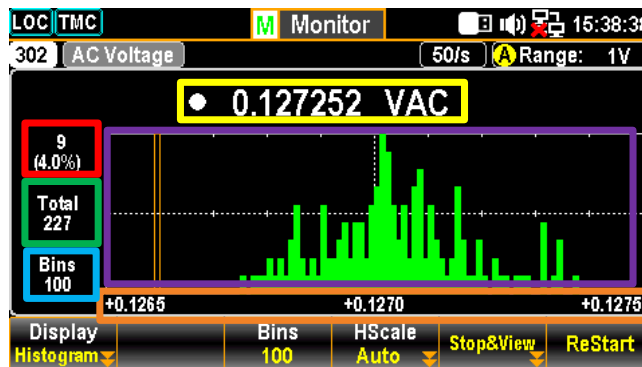 LOC TMC M Monitor 15:38:38
302 AC Voltage 50/s A Range: 1V
0.127252 VAC
9
(4.0%)
Total
227
Bins
100
+0.1265 +0.1270 +0.1275
Display Bins HScale Stop&View ReStart
Histogram 100 Auto